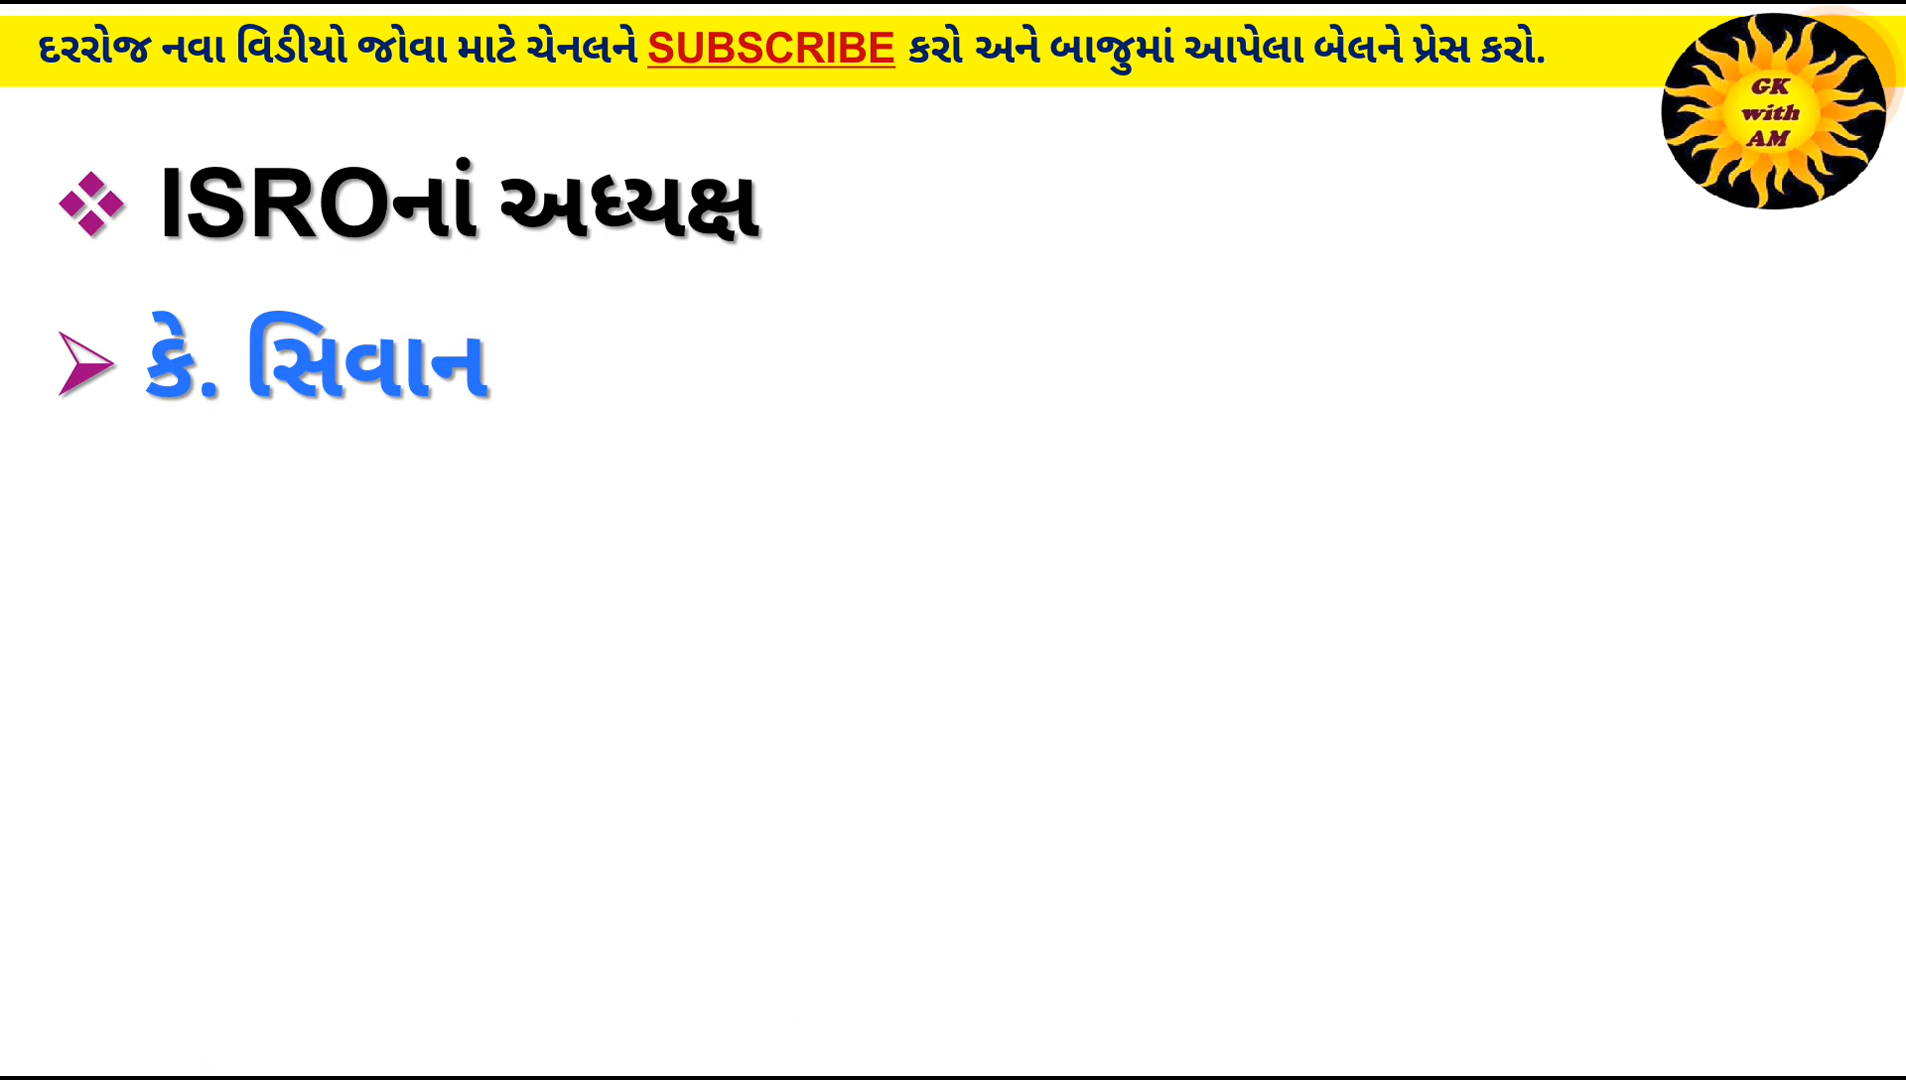 દરરોજ નવા વિડીયો જોવા માટે ચેનલને SUBSCRIBE કરો અને બાજુમાં આપેલા બેલને પ્રેસ કરો.
GK
with
AM
ISROનાં અધ્યક્ષ
કે. સિવાન